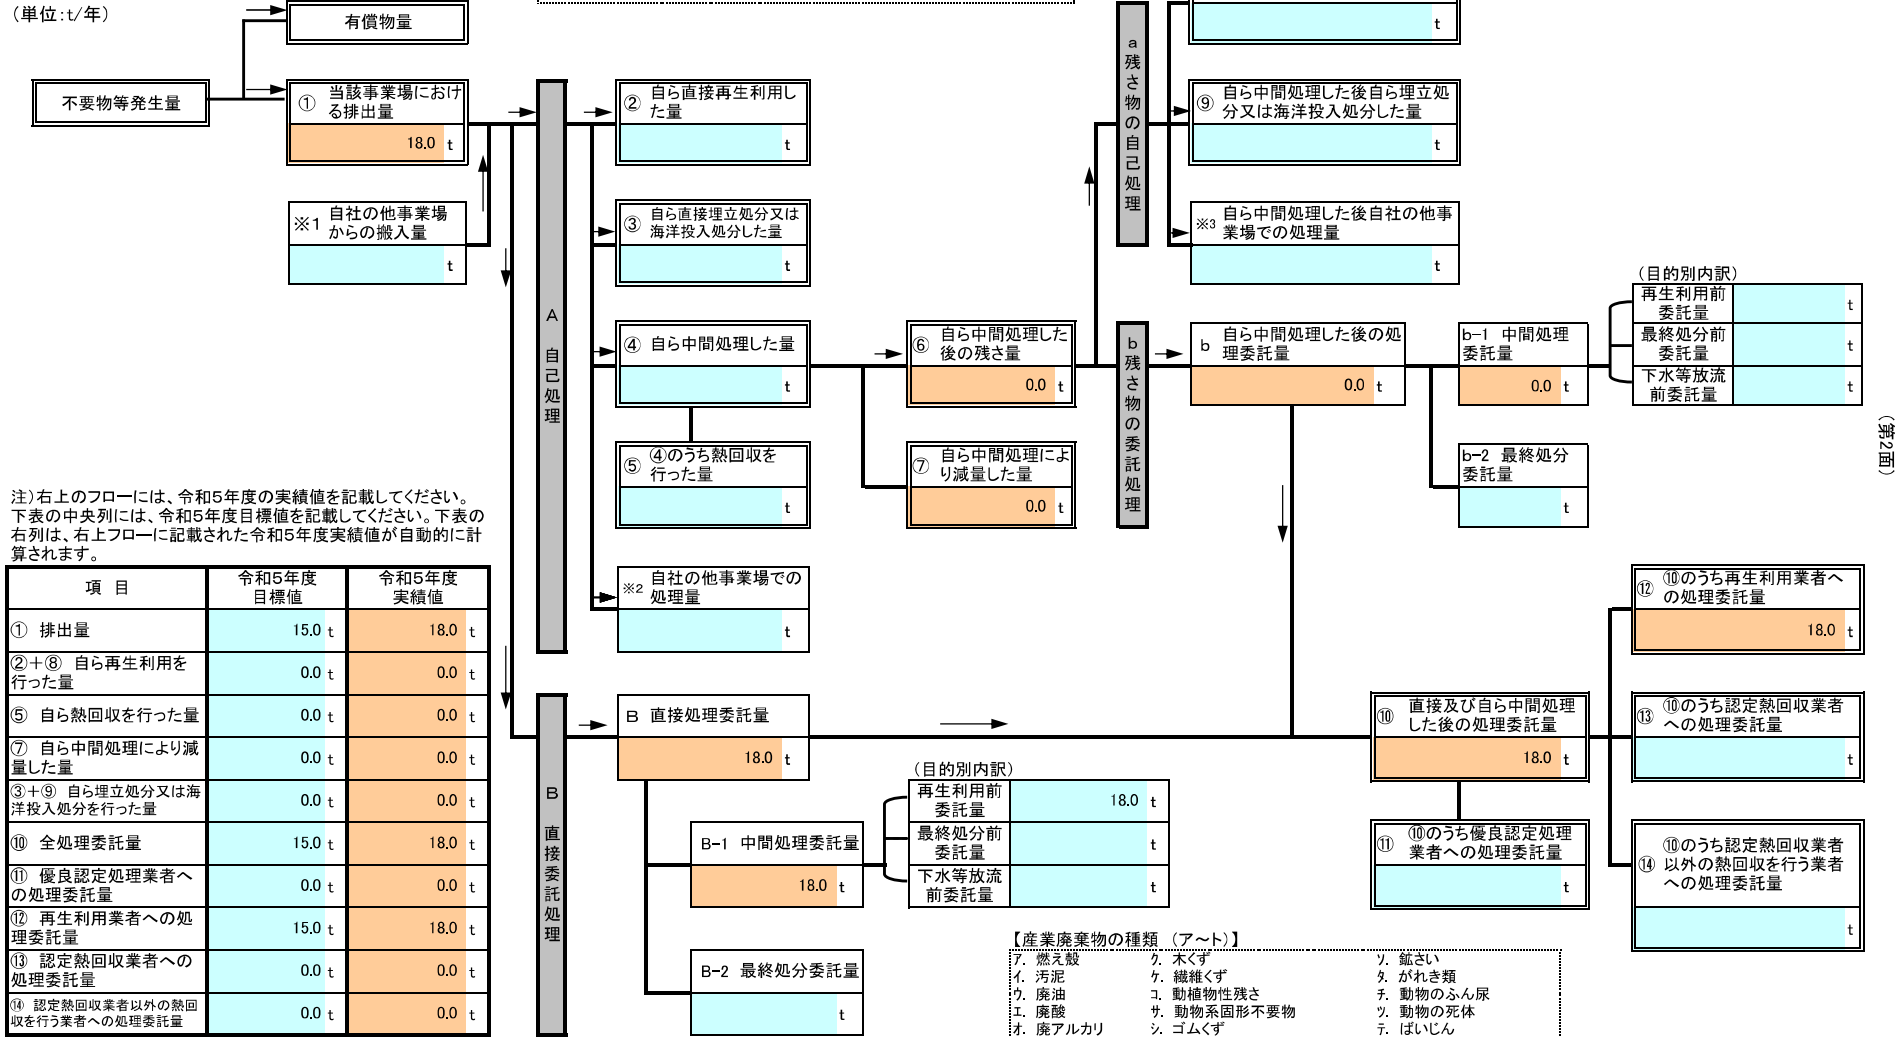 (単位:t/年)
有償物量
不要物等発生量
① 当該事業場におけ
る排出量
18.0 t
※1 自社の他事業場
からの搬入量
t
A 自己処理
② 自ら直接再生利用し
た量
t
③ 自ら直接埋立処分又は
海洋投入処分した量
t
④ 自ら中間処理した量
t
⑤ ④のうち熱回収を
行った量
t
※2 自社の他事業場での
処理量
t
⑥ 自ら中間処理した
後の残さ量
0.0 t
⑦ 自ら中間処理によ
り減量した量
0.0 t
a 残さ物の自己処理
t
⑨ 自ら中間処理した後自ら埋立処
分又は海洋投入処分した量
t
※3 自ら中間処理した後自社の他事
業場での処理量
t
b 残さ物の委託処理
b 自ら中間処理した後の処
理委託量
0.0 t
b-1 中間処理
委託量
0.0 t
(目的別内訳)
再生利用前
委託量
t
最終処分前
委託量
t
下水等放流
前委託量
t
b-2 最終処分
委託量
t
(第2面)
注)右上のフローには、令和5年度の実績値を記載してください。
下表の中央列には、令和5年度目標値を記載してください。下表の
右列は、右上フローに記載された令和5年度実績値が自動的に計
算されます。
項 目 令和5年度 目標値 令和5年度 実績値
① 排出量 15.0 t 18.0 t
②+⑧ 自ら再生利用を
行った量 0.0 t 0.0 t
⑤ 自ら熱回収を行った量 0.0 t 0.0 t
⑦ 自ら中間処理により減
量した量 0.0 t 0.0 t
③+⑨ 自ら埋立処分又は海
洋投入処分を行った量 0.0 t 0.0 t
⑩ 全処理委託量 15.0 t 18.0 t
⑪ 優良認定処理業者へ
の処理委託量 0.0 t 0.0 t
⑫ 再生利用業者への処
理委託量 15.0 t 18.0 t
⑬ 認定熱回収業者への
処理委託量 0.0 t 0.0 t
⑭ 認定熱回収業者以外の熱回
収を行う業者への処理委託量 0.0 t 0.0 t
B 直接委託処理
B 直接処理委託量
18.0 t
B-1 中間処理委託量
18.0 t
(目的別内訳)
再生利用前
委託量
18.0 t
最終処分前
委託量
t
下水等放流
前委託量
t
B-2 最終処分委託量
t
⑩ 直接及び自ら中間処理
した後の処理委託量
18.0 t
⑪ ⑩のうち優良認定処理
業者への処理委託量
t
⑫ ⑩のうち再生利用業者へ
の処理委託量
18.0 t
⑬ ⑩のうち認定熱回収業者
への処理委託量
t
⑭ ⑩のうち認定熱回収業者
以外の熱回収を行う業者
への処理委託量
t
【産業廃棄物の種類 (ア~ト)】
ア. 燃え殻 ク. 木くず ソ. 鉱さい
イ. 汚泥 ケ. 繊維くず タ. がれき類
ウ. 廃油 コ. 動植物性残さ チ. 動物のふん尿
エ. 廃酸 サ. 動物系固形不要物 ツ. 動物の死体
オ. 廃アルカリ シ. ゴムくず テ. ばいじん